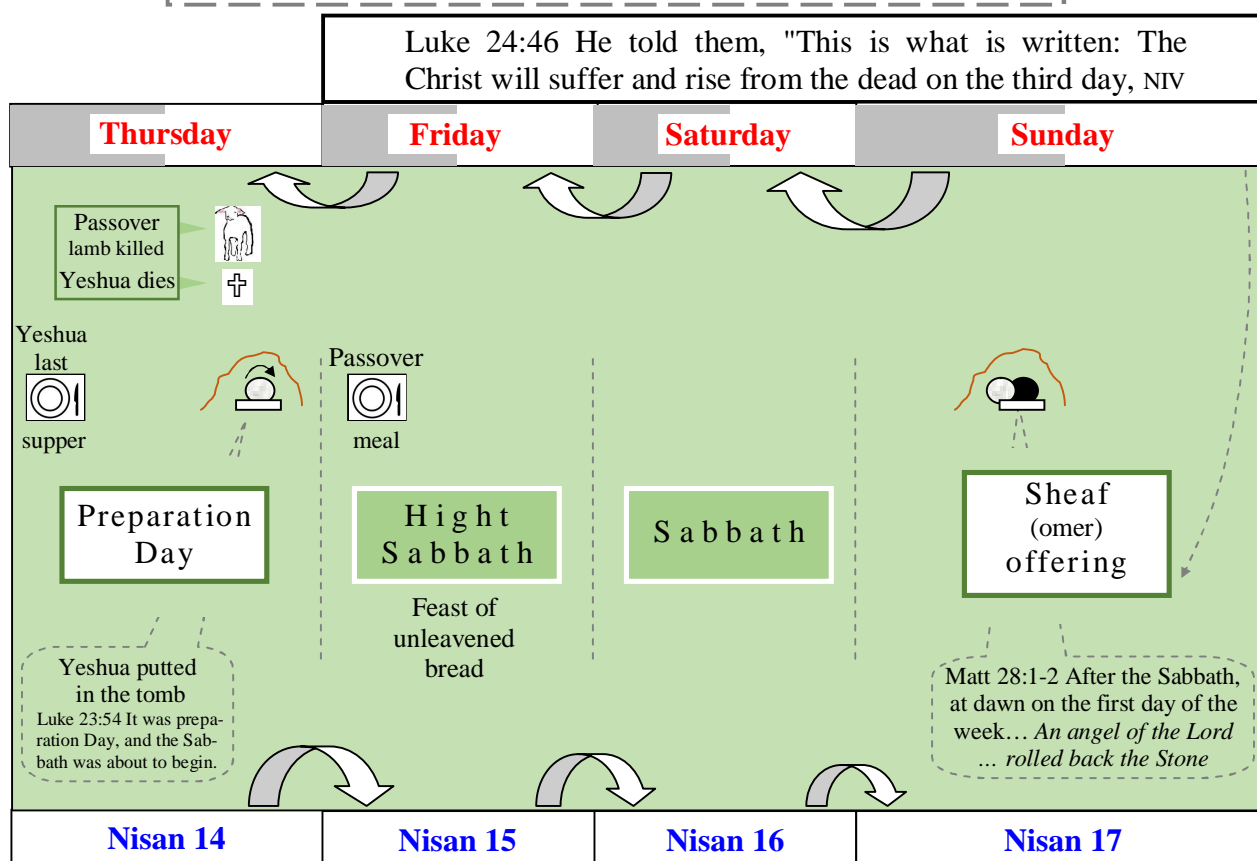 Luke 24:46 He told them, "This is what is written: The
Christ will suffer and rise from the dead on the third day, NIV
Thursday
Friday
Saturday
Sunday
Passover
lamb killed
Yeshua dies
Yeshua
last
supper
Passover
meal
Preparation
Day
Hight
Sabbath
Sabbath
Sheaf
(omer)
offering
Feast of
unleavened
bread
Yeshua putted
in the tomb
Luke 23:54 It was prepa-
ration Day, and the Sab-
bath was about to begin.
Matt 28:1-2 After the Sabbath,
at dawn on the first day of the
week… An angel of the Lord
… rolled back the Stone
Nisan 14
Nisan 15
Nisan 16
Nisan 17